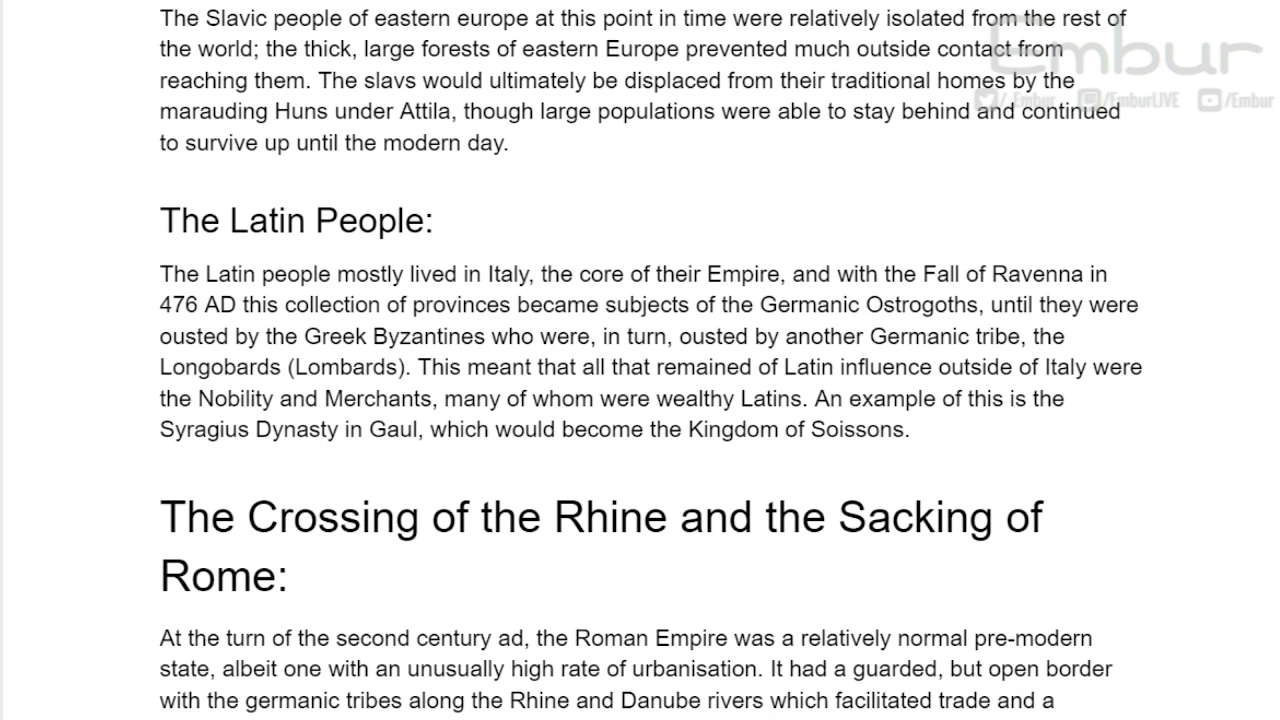 The Slavic people of eastern europe at this point in time were relatively isolated from the rest of
the world; the thick, large forests of eastern Europe prevented much outside contact from
reaching them. The slavs would ultimately be displaced from their traditional homes by the
marauding Huns under Attila, though large populations were able to stay behind and continued
to survive up until the modern day.
Embur
/Embur /EmburLIVE /Embur
The Latin People:
The Latin people mostly lived in Italy, the core of their Empire, and with the Fall of Ravenna in
476 AD this collection of provinces became subjects of the Germanic Ostrogoths, until they were
ousted by the Greek Byzantines who were, in turn, ousted by another Germanic tribe, the
Longobards (Lombards). This meant that all that remained of Latin influence outside of Italy were
the Nobility and Merchants, many of whom were wealthy Latins. An example of this is the
Syragius Dynasty in Gaul, which would become the Kingdom of Soissons.
The Crossing of the Rhine and the Sacking of
Rome:
At the turn of the second century ad, the Roman Empire was a relatively normal pre-modern
state, albeit one with an unusually high rate of urbanisation. It had a guarded, but open border
with the germanic tribes along the Rhine and Danube rivers which facilitated trade and a